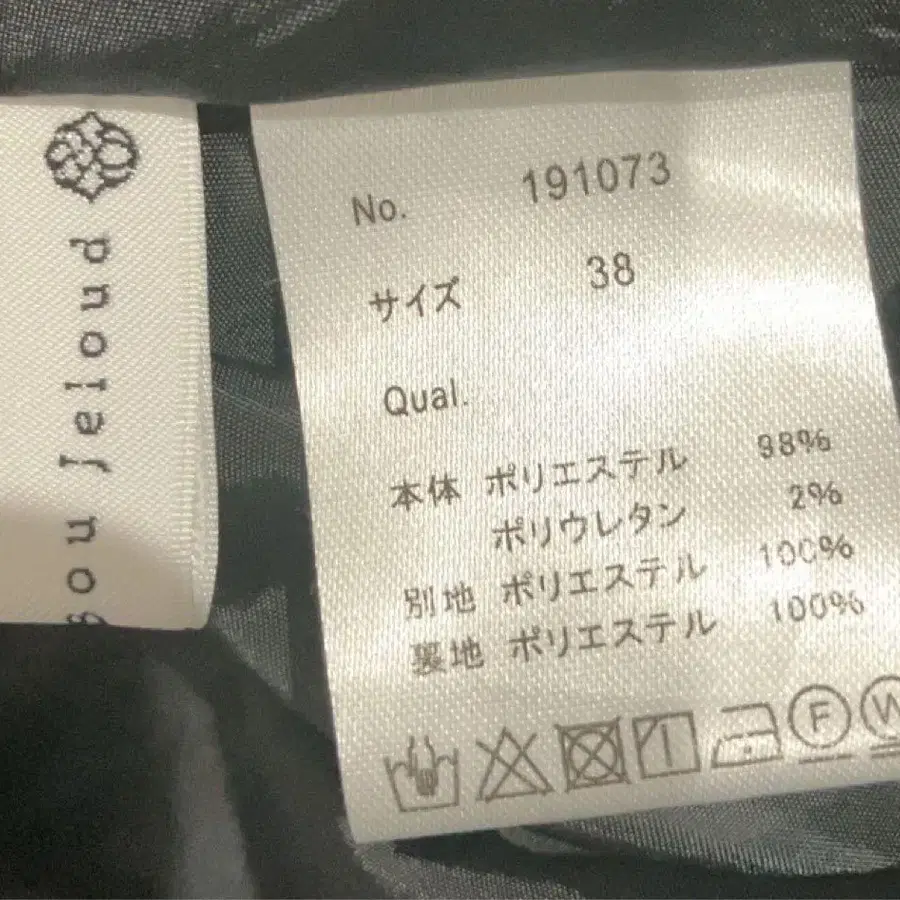 No. 191073
サイズ 38
Qual.
本体 ポリエステル 98%
ポリウレタン 2%
別地 ポリエステル 100%
裏地 ポリエステル 100%
F W
jeloud